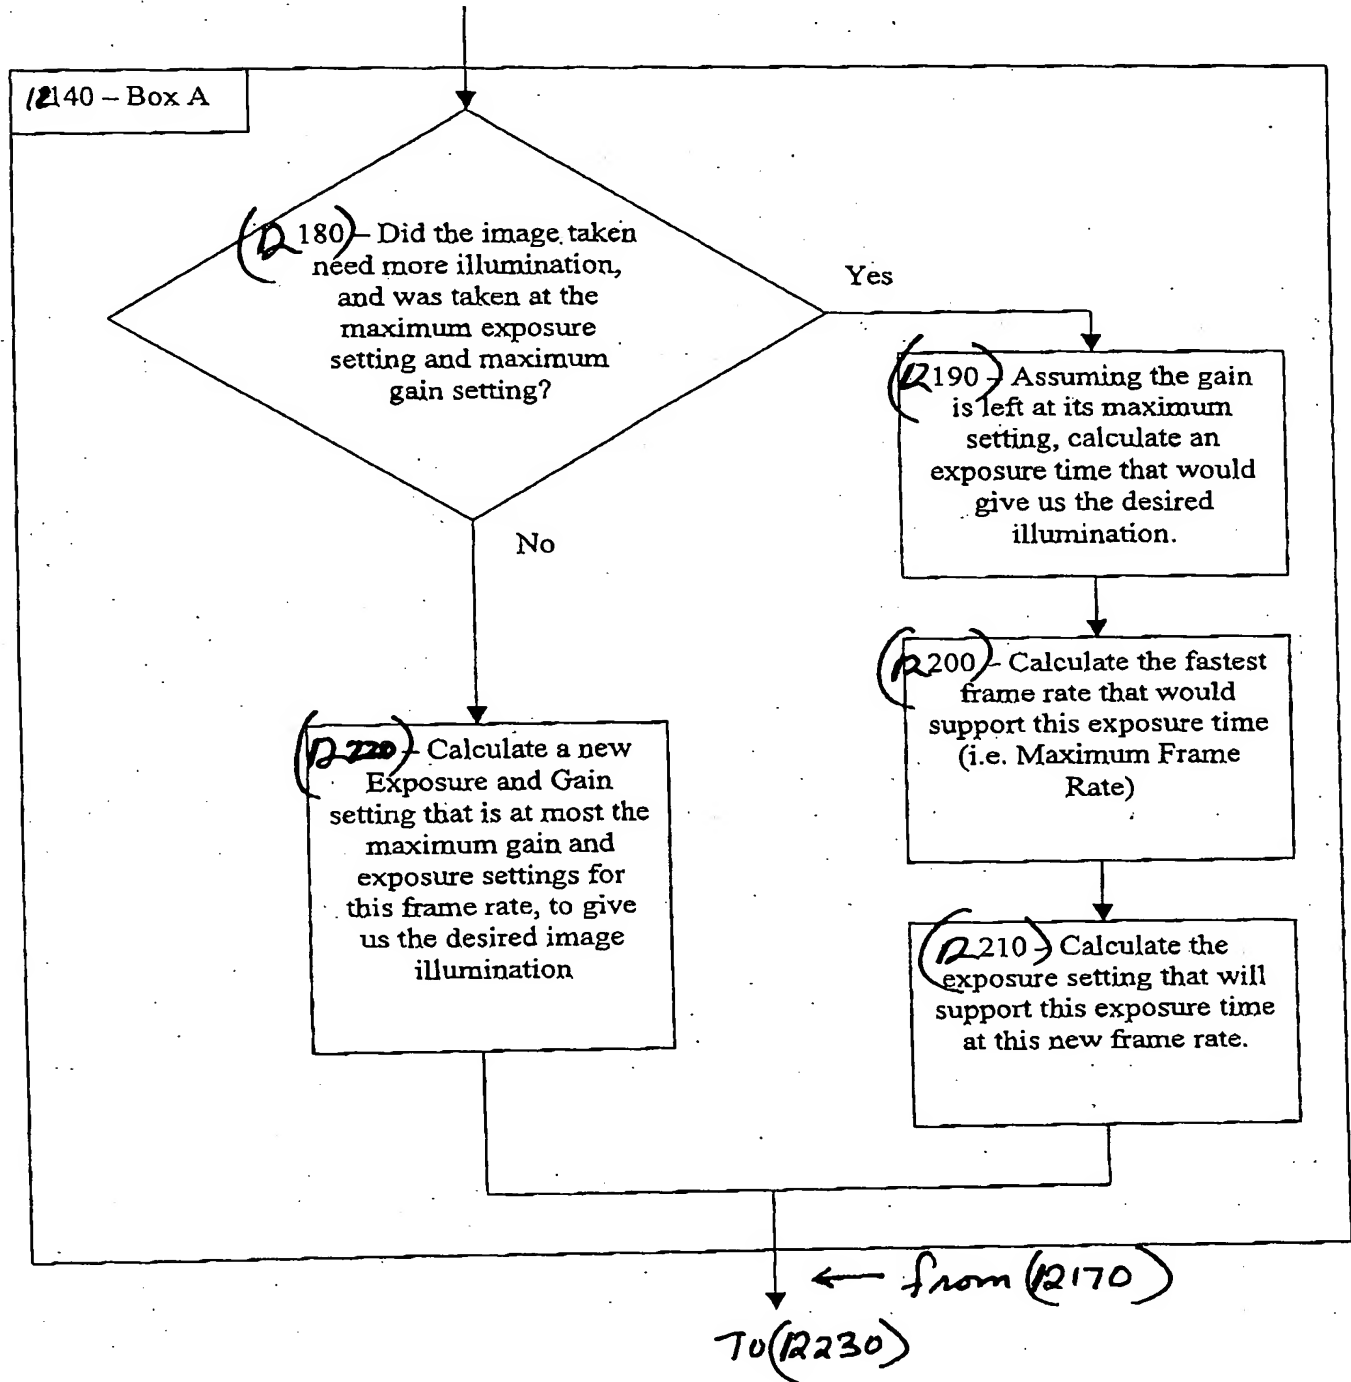 12140 – Box A
(12180) – Did the image taken
need more illumination,
and was taken at the
maximum exposure
setting and maximum
gain setting?
Yes
(12190) – Assuming the gain
is left at its maximum
setting, calculate an
exposure time that would
give us the desired
illumination.
No
(12200) – Calculate the fastest
frame rate that would
support this exposure time
(i.e. Maximum Frame
Rate)
(12220) – Calculate a new
Exposure and Gain
setting that is at most the
maximum gain and
exposure settings for
this frame rate, to give
us the desired image
illumination
(12210) – Calculate the
exposure setting that will
support this exposure time
at this new frame rate.
← from (12170)
To (12230)